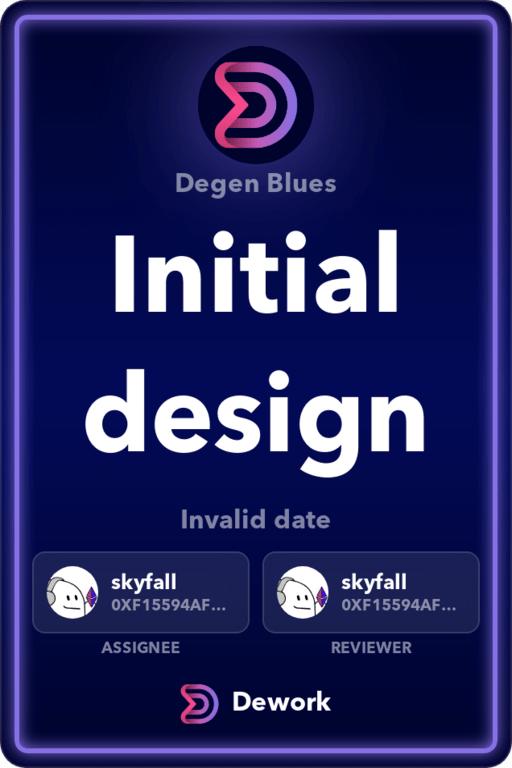 Degen Blues
Initial
design
Invalid date
skyfall
0XF15594AF...
ASSIGNEE
skyfall
0XF15594AF...
REVIEWER
Dework